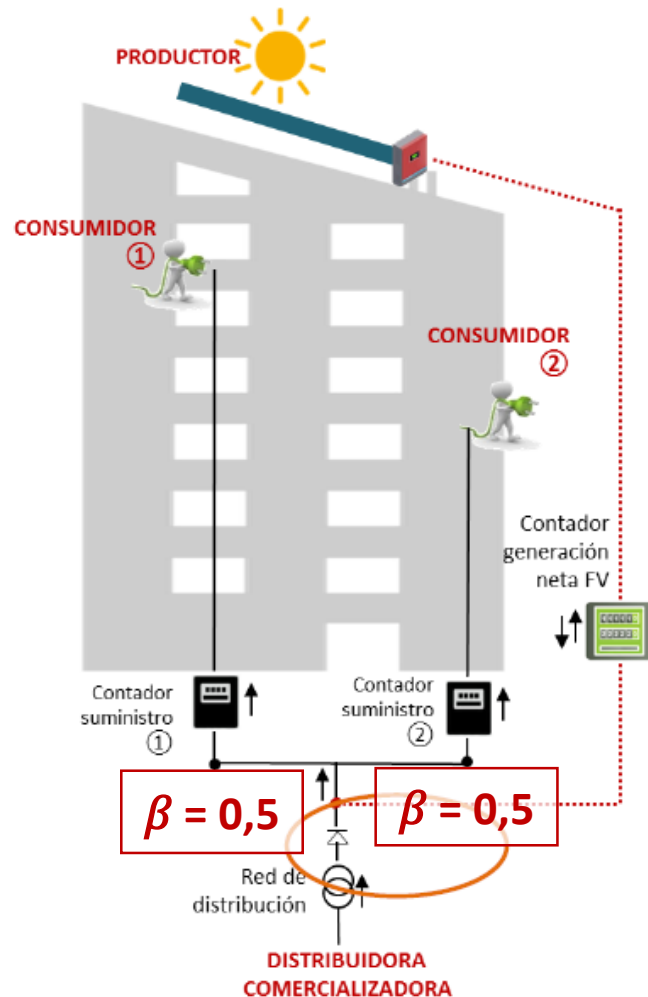 PRODUCTOR
CONSUMIDOR
①
CONSUMIDOR
②
Contador
generación
neta FV
Contador
suministro
①
Contador
suministro
②
β = 0,5
β = 0,5
Red de
distribución
DISTRIBUIDORA
COMERCIALIZADORA